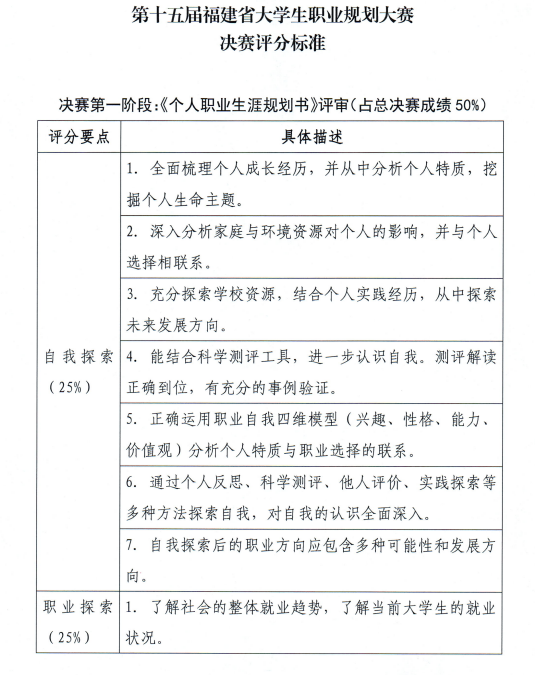 第十五届福建省大学生职业规划大赛
决赛评分标准
决赛第一阶段：《个人职业生涯规划书》评审（占总决赛成绩 50%）
评分要点
具体描述
自我探索
（25%）
1. 全面梳理个人成长经历，并从中分析个人特质，挖
掘个人生命主题。
2. 深入分析家庭与环境资源对个人的影响，并与个人
选择相联系。
3. 充分探索学校资源，结合个人实践经历，从中探索
未来发展方向。
4. 能结合科学测评工具，进一步认识自我。测评解读
正确到位，有充分的事例验证。
5. 正确运用职业自我四维模型（兴趣、性格、能力、
价值观）分析个人特质与职业选择的联系。
6. 通过个人反思、科学测评、他人评价、实践探索等
多种方法探索自我，对自我的认识全面深入。
7. 自我探索后的职业方向应包含多种可能性和发展方
向。
职业探索
（25%）
1. 了解社会的整体就业趋势，了解当前大学生的就业
状况。